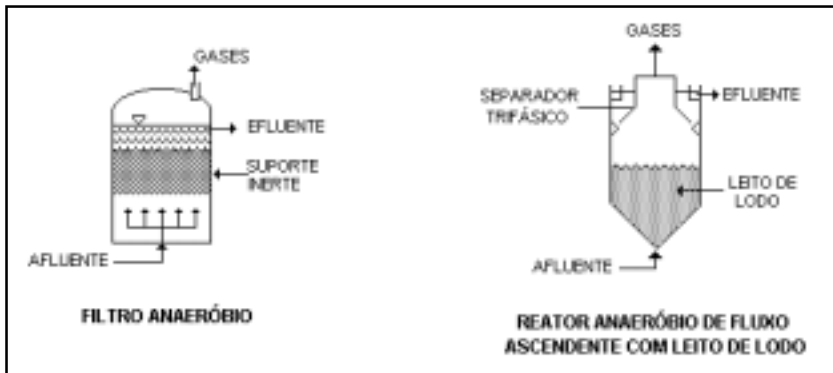 GASES
EFLUENTE
SUPORTE
INERTE
AFLUENTE
FILTRO ANAERÓBIO
GASES
SEPARADOR
TRIFÁSICO
EFLUENTE
LEITO DE
LODO
AFLUENTE
REATOR ANAERÓBIO DE FLUXO
ASCENDENTE COM LEITO DE LODO